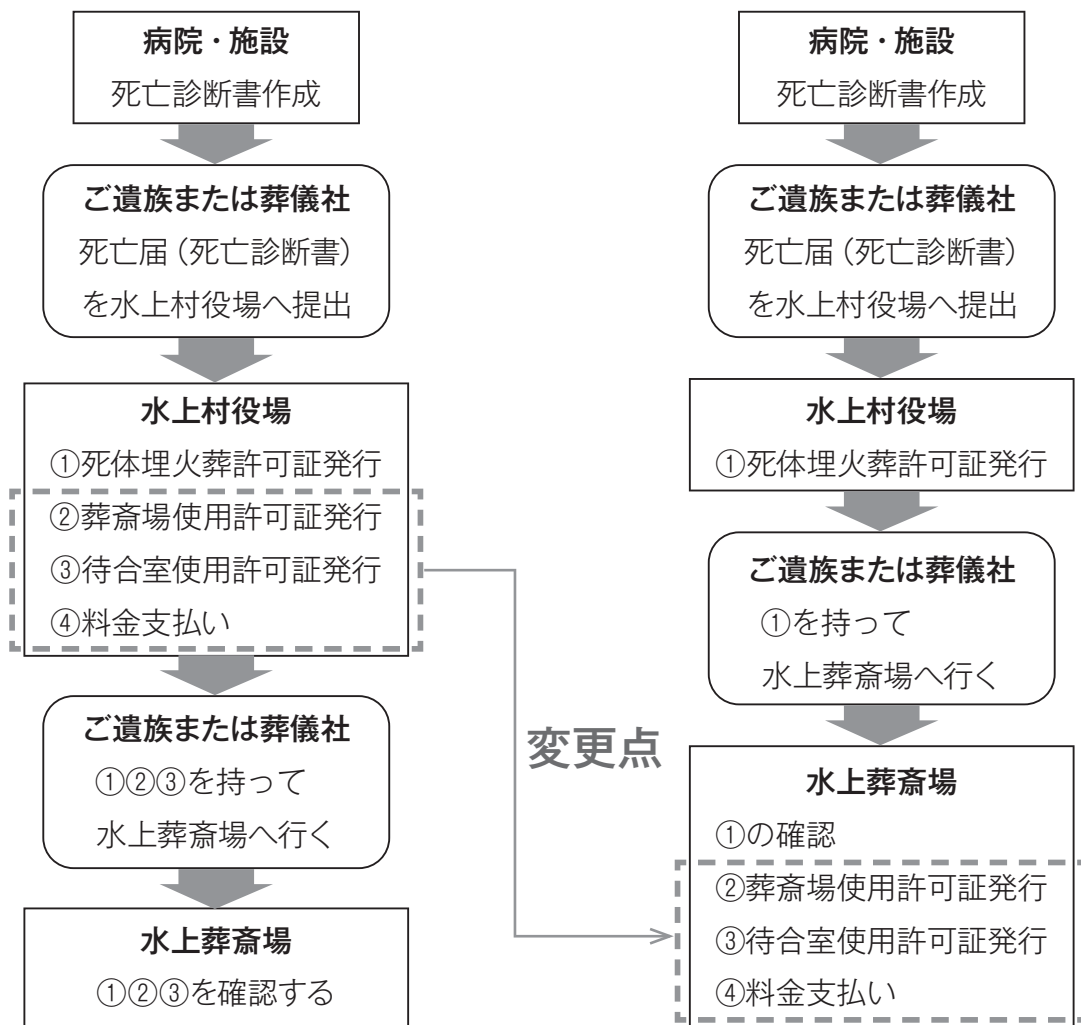 病院・施設
死亡診断書作成
ご遺族または葬儀社
死亡届（死亡診断書）
を水上村役場へ提出
水上村役場
①死体埋火葬許可証発行
②葬斎場使用許可証発行
③待合室使用許可証発行
④料金支払い
ご遺族または葬儀社
①②③を持って
水上葬斎場へ行く
水上葬斎場
①②③を確認する
変更点
病院・施設
死亡診断書作成
ご遺族または葬儀社
死亡届（死亡診断書）
を水上村役場へ提出
水上村役場
①死体埋火葬許可証発行
ご遺族または葬儀社
①を持って
水上葬斎場へ行く
水上葬斎場
①の確認
②葬斎場使用許可証発行
③待合室使用許可証発行
④料金支払い